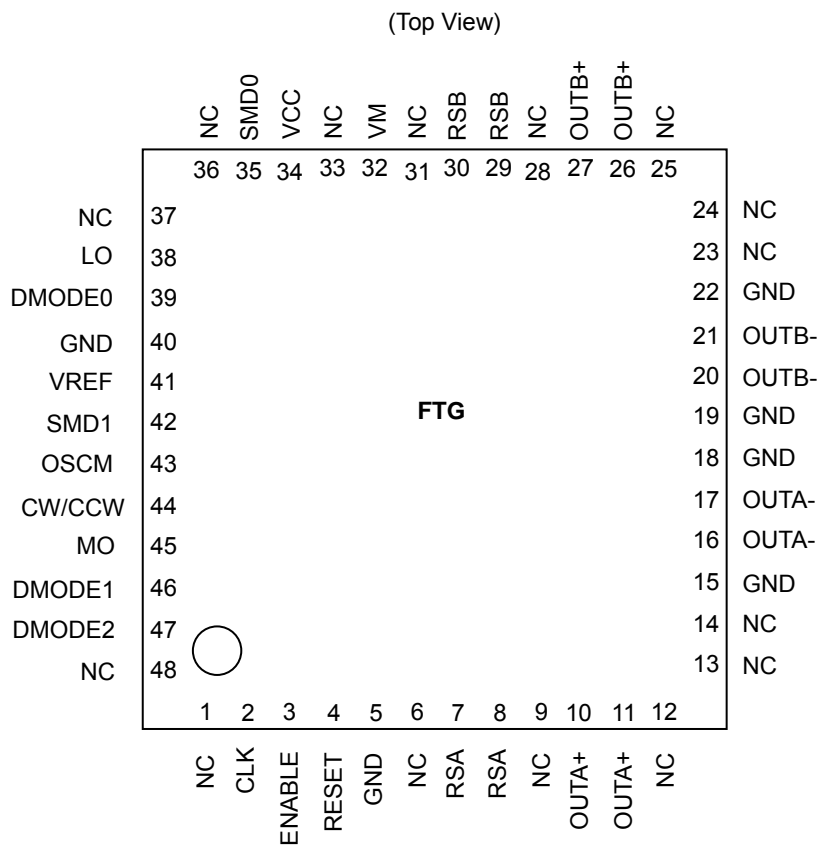 (Top View)
NC SMD0 VCC NC VM NC RSB RSB NC OUTB+ OUTB+ NC
36 35 34 33 32 31 30 29 28 27 26 25
NC 37
LO 38
DMODE0 39
GND 40
VREF 41
SMD1 42
OSCM 43
CW/CCW 44
MO 45
DMODE1 46
DMODE2 47
NC 48
FTG
24 NC
23 NC
22 GND
21 OUTB-
20 OUTB-
19 GND
18 GND
17 OUTA-
16 OUTA-
15 GND
14 NC
13 NC
1 2 3 4 5 6 7 8 9 10 11 12
NC CLK ENABLE RESET GND NC RSA RSA NC OUTA+ OUTA+ NC